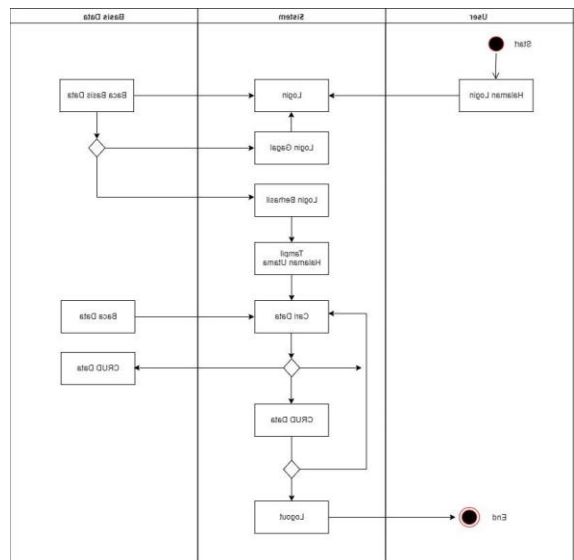 User
Sistem
Basis Data
Start
Halaman Login
Login
Baca Basis Data
Login Gagal
Login Berhasil
Tampil
Halaman Utama
Cari Data
Baca Data
CRUD Data
CRUD Data
Logout
End